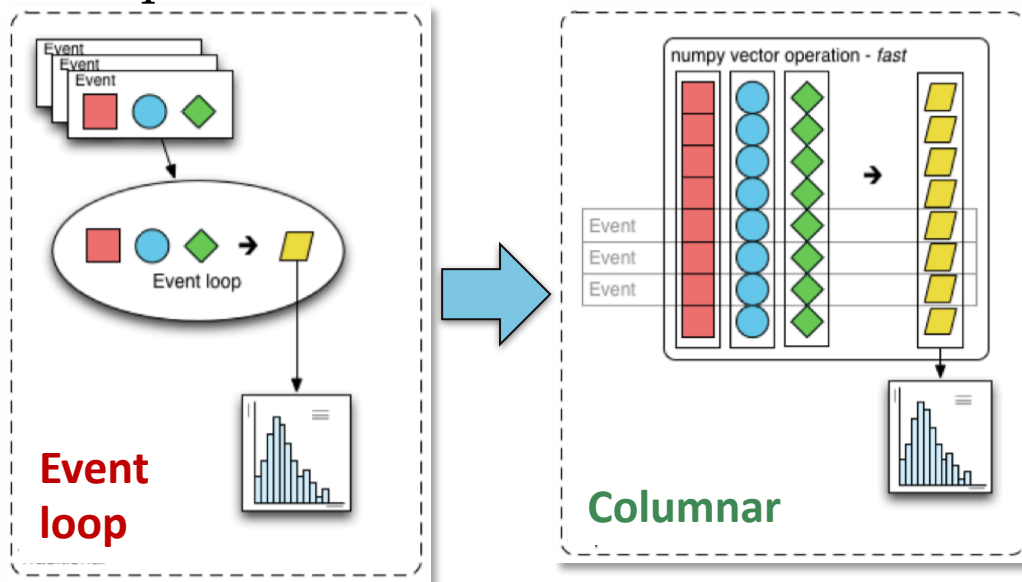 Event
Event
Event
Event loop
Event
loop
numpy vector operation - fast
Event
Event
Event
Columnar